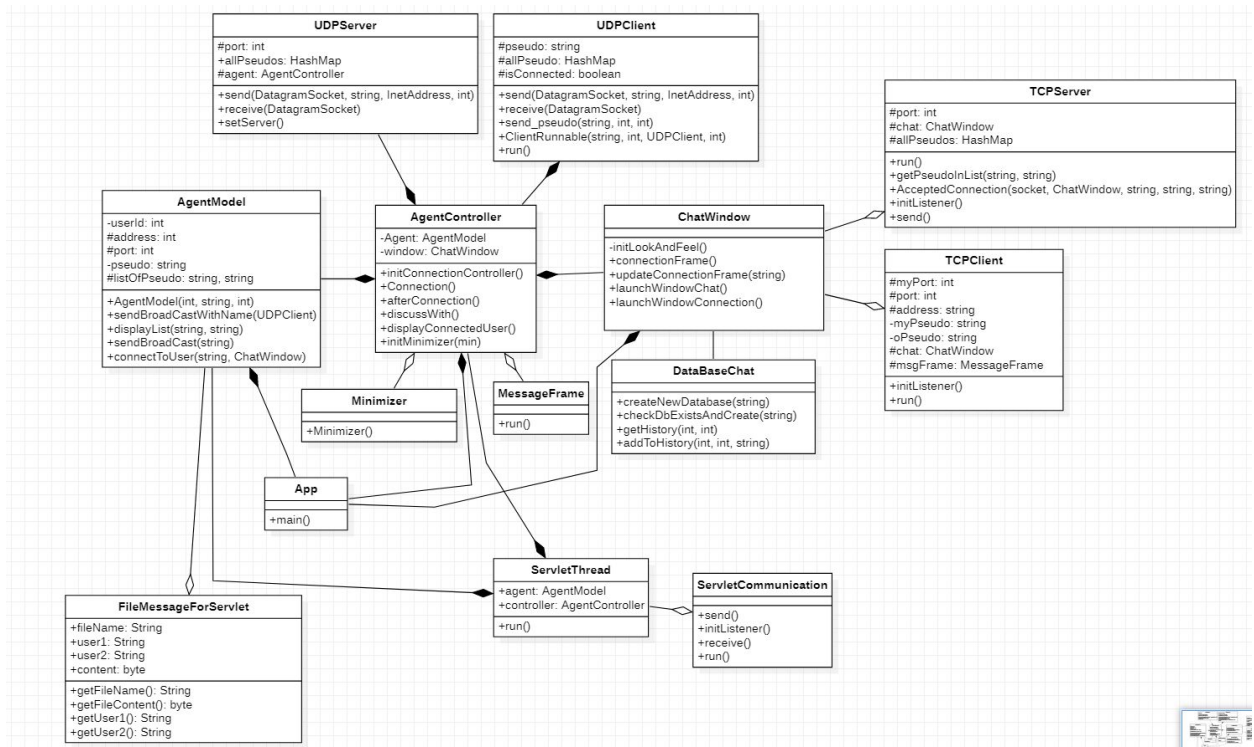 UDPServer
#port: int
+allPseudos: HashMap
#agent: AgentController
+send(DatagramSocket, string, InetAddress, int)
+receive(DatagramSocket)
+setServer()
UDPClient
#pseudo: string
#allPseudo: HashMap
#isConnected: boolean
+send(DatagramSocket, string, InetAddress, int)
+receive(DatagramSocket)
+send_pseudo(string, int, int)
+ClientRunnable(string, int, UDPClient, int)
+run()
TCPServer
#port: int
#chat: ChatWindow
#allPseudos: HashMap
+run()
+getPseudoInList(string, string)
+AcceptedConnection(socket, ChatWindow, string, string, string)
+initListener()
+send()
AgentModel
-userId: int
#address: int
#port: int
-pseudo: string
#listOfPseudo: string, string
+AgentModel(int, string, int)
+sendBroadCastWithName(UDPClient)
+displayList(string, string)
+sendBroadCast(string)
+connectToUser(string, ChatWindow)
AgentController
-Agent: AgentModel
-window: ChatWindow
+initConnectionController()
+Connection()
+afterConnection()
+discussWith()
+displayConnectedUser()
+initMinimizer(min)
ChatWindow
-initLookAndFeel()
+connectionFrame()
+updateConnectionFrame(string)
+launchWindowChat()
+launchWindowConnection()
TCPClient
#myPort: int
#port: int
#address: string
-myPseudo: string
-oPseudo: string
#chat: ChatWindow
#msgFrame: MessageFrame
+initListener()
+run()
Minimizer
+Minimizer()
MessageFrame
+run()
DataBaseChat
+createNewDatabase(string)
+checkDbExistsAndCreate(string)
+getHistory(int, int)
+addToHistory(int, int, string)
App
+main()
ServletThread
+agent: AgentModel
+controller: AgentController
+run()
ServletCommunication
+send()
+initListener()
+receive()
+run()
FileMessageForServlet
+fileName: String
+user1: String
+user2: String
+content: byte
+getFileName(): String
+getFileContent(): byte
+getUser1(): String
+getUser2(): String